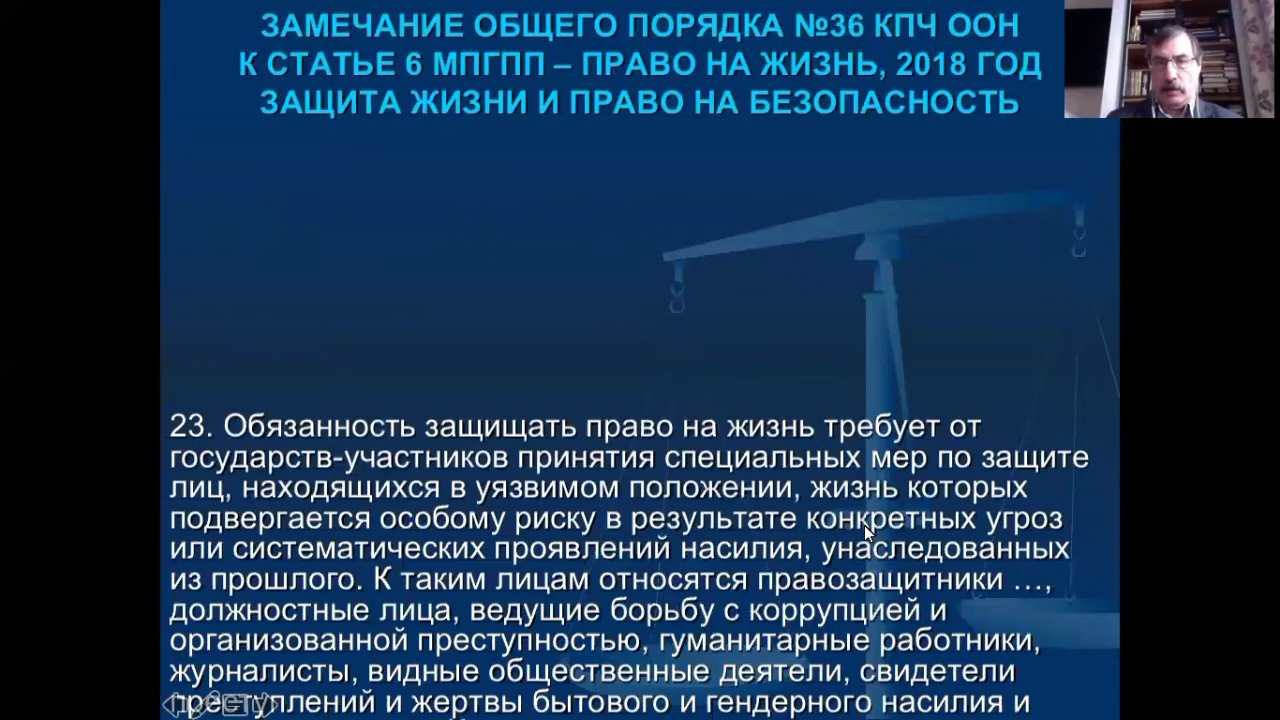 ЗАМЕЧАНИЕ ОБЩЕГО ПОРЯДКА №36 КПЧ ООН
К СТАТЬЕ 6 МПГПП – ПРАВО НА ЖИЗНЬ, 2018 ГОД
ЗАЩИТА ЖИЗНИ И ПРАВО НА БЕЗОПАСНОСТЬ
23. Обязанность защищать право на жизнь требует от
государств-участников принятия специальных мер по защите
лиц, находящихся в уязвимом положении, жизнь которых
подвергается особому риску в результате конкретных угроз
или систематических проявлений насилия, унаследованных
из прошлого. К таким лицам относятся правозащитники …,
должностные лица, ведущие борьбу с коррупцией и
организованной преступностью, гуманитарные работники,
журналисты, видные общественные деятели, свидетели
преступлений и жертвы бытового и гендерного насилия и